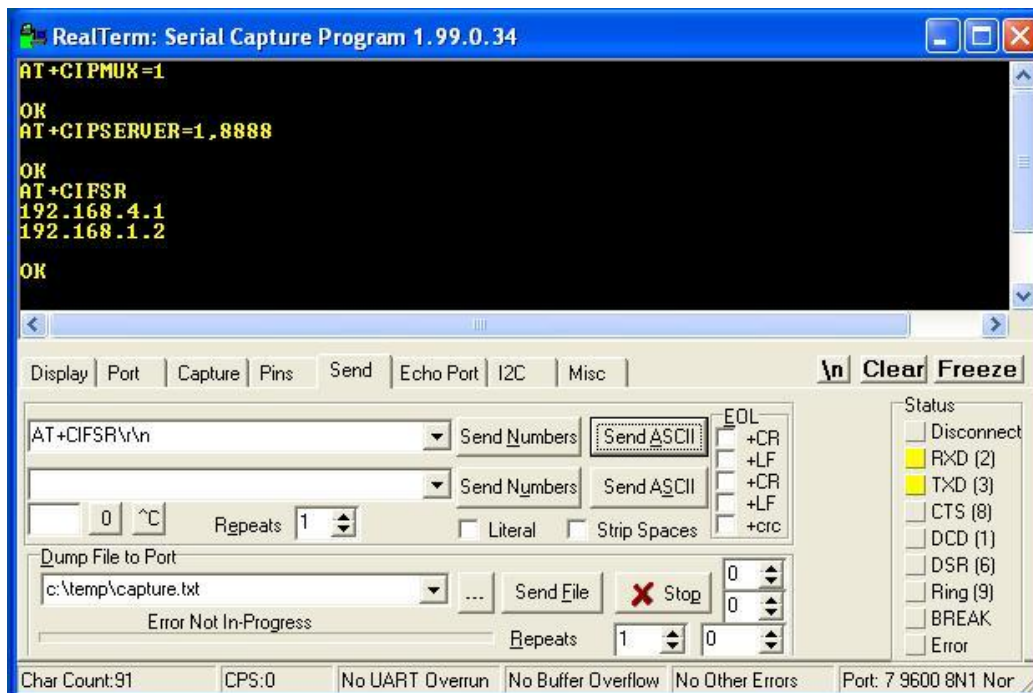 RealTerm: Serial Capture Program 1.99.0.34
AT+CIPMUX=1
OK
AT+CIPSERVER=1,8888
OK
AT+CIFSR
192.168.4.1
192.168.1.2
OK
Display Port Capture Pins Send Echo Port I2C Misc \n Clear Freeze
EOL Status
AT+CIFSR\r\n Send Numbers Send ASCII +CR Disconnect
+LF RXD (2)
Send Numbers Send ASCII +CR TXD (3)
+LF CTS (8)
0 ^C Repeats 1 Literal Strip Spaces +crc DCD (1)
Dump File to Port DSR (6)
c:\temp\capture.txt ... Send File Stop 0 Ring (9)
0 BREAK
Error Not In-Progress Repeats 1 0 Error
Char Count:91 CPS:0 No UART Overrun No Buffer Overflow No Other Errors Port: 7 9600 8N1 Nor